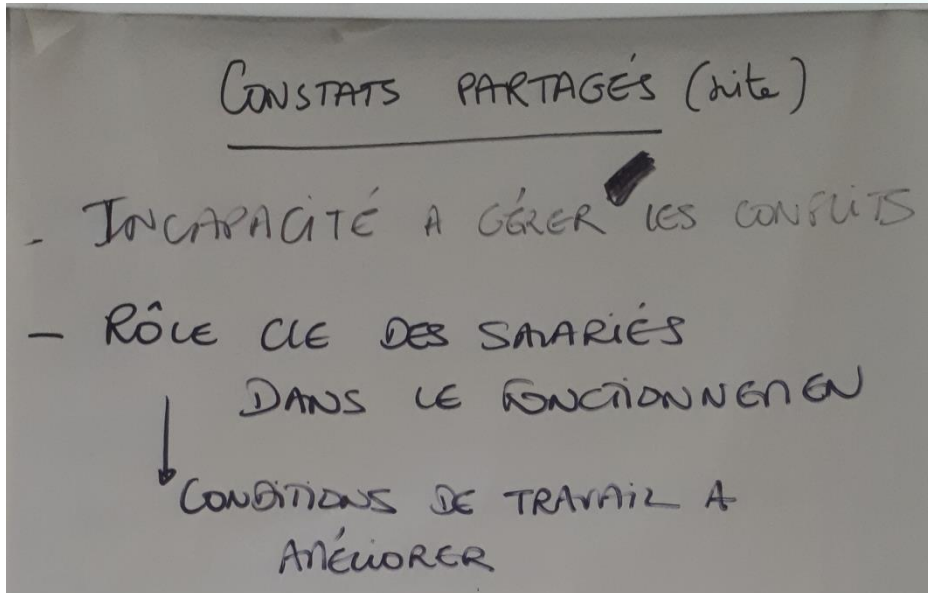 CONSTATS PARTAGÉS (suite)
- INCAPACITÉ A GÉRER LES CONFLITS
- RÔLE CLE DES SALARIÉS
DANS LE FONCTIONNEMEN
CONDITIONS DE TRAVAIL A
AMÉLIORER